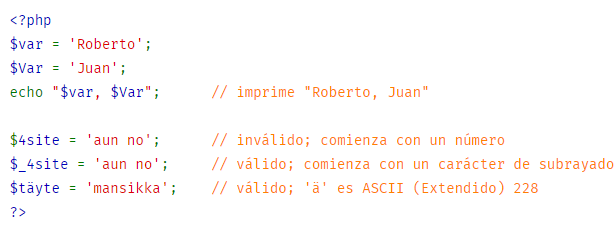 <?php
$var = 'Roberto';
$Var = 'Juan';
echo "$var, $Var";      // imprime "Roberto, Juan"

$4site = 'aun no';      // inválido; comienza con un número
$_4site = 'aun no';     // válido; comienza con un carácter de subrayado
$täyte = 'mansikka';    // válido; 'ä' es ASCII (Extendido) 228
?>